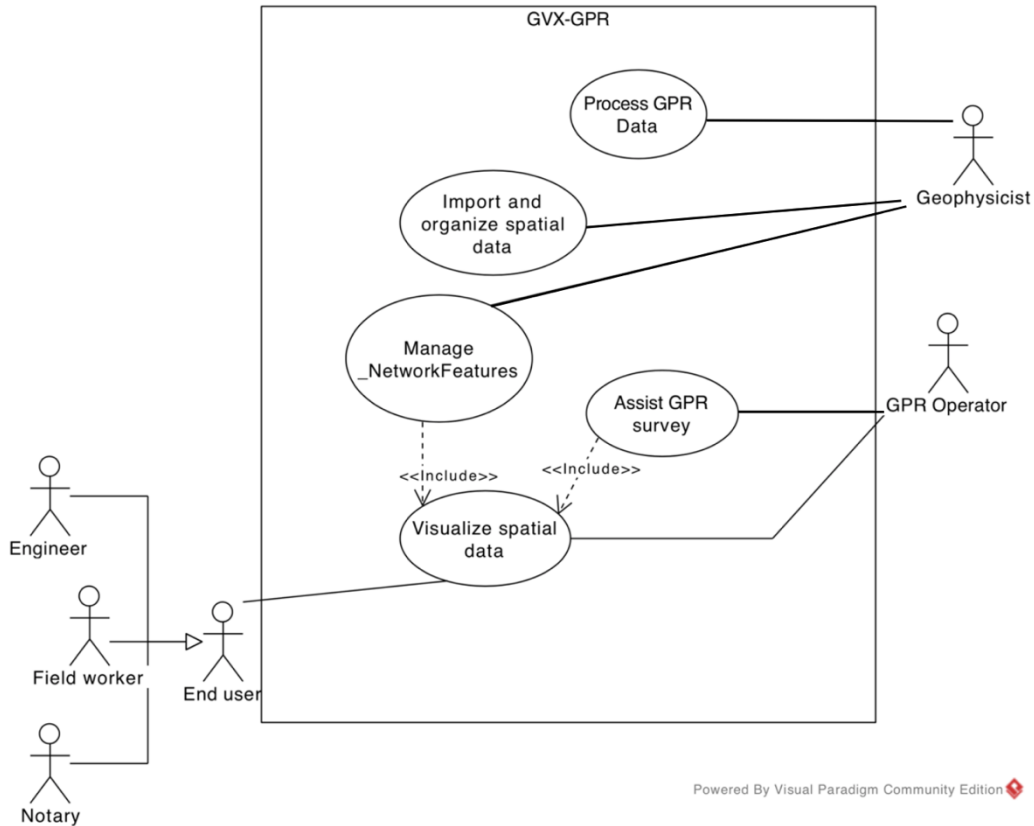 GVX-GPR
Process GPR
Data
Geophysicist
Import and
organize spatial
data
Manage
_NetworkFeatures
GPR Operator
Assist GPR
survey
<<Include>>
<<Include>>
Visualize spatial
data
Engineer
Field worker
End user
Notary
Powered By Visual Paradigm Community Edition